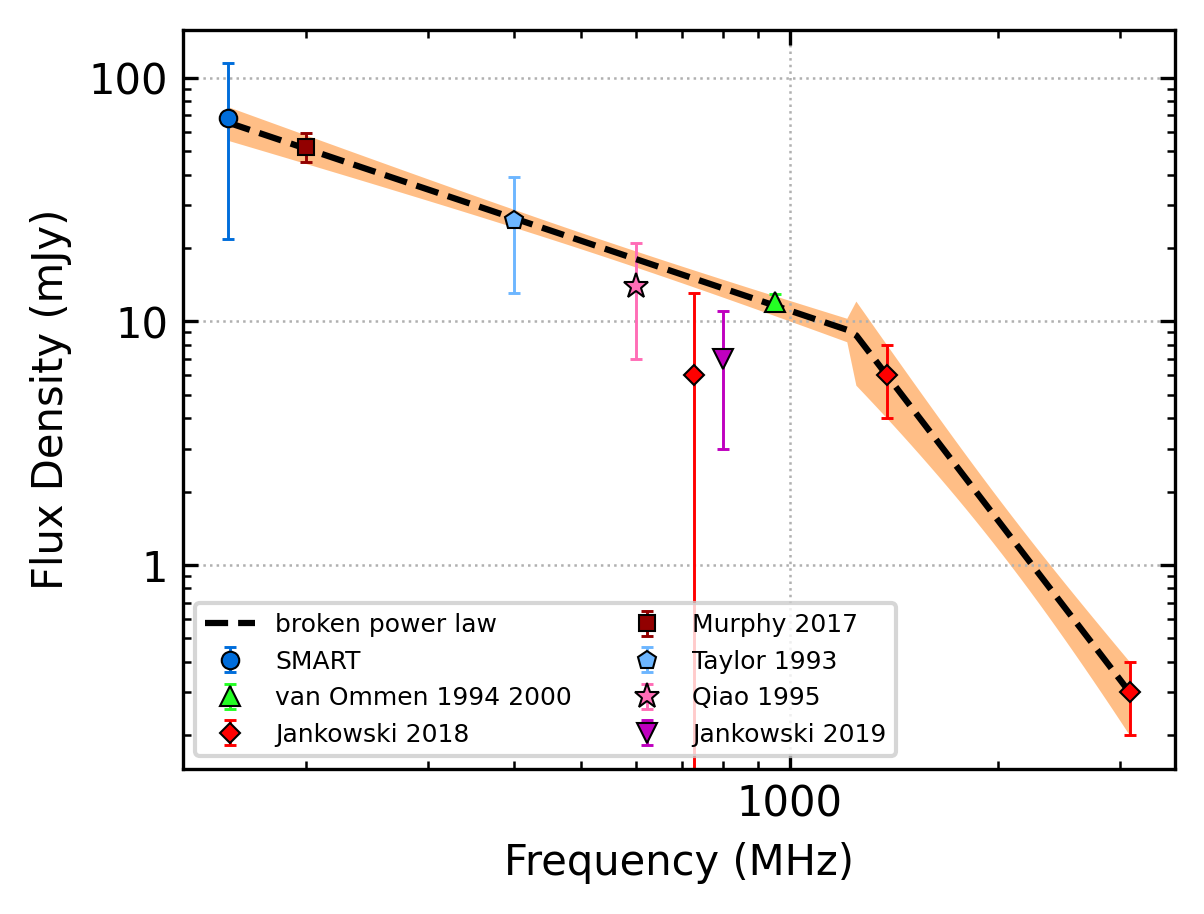 100
10
1
Flux Density (mJy)
broken power law
SMART
van Ommen 1994 2000
Jankowski 2018
Murphy 2017
Taylor 1993
Qiao 1995
Jankowski 2019
1000
Frequency (MHz)